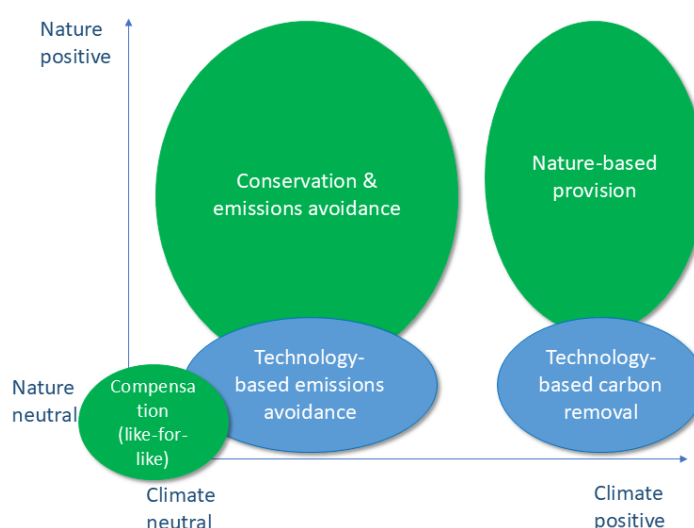 Nature
positive
Conservation &
emissions avoidance
Nature-based
provision
Nature
neutral
Compensa
tion
(like-for-
like)
Technology-
based emissions
avoidance
Technology-
based carbon
removal
Climate
neutral
Climate
positive